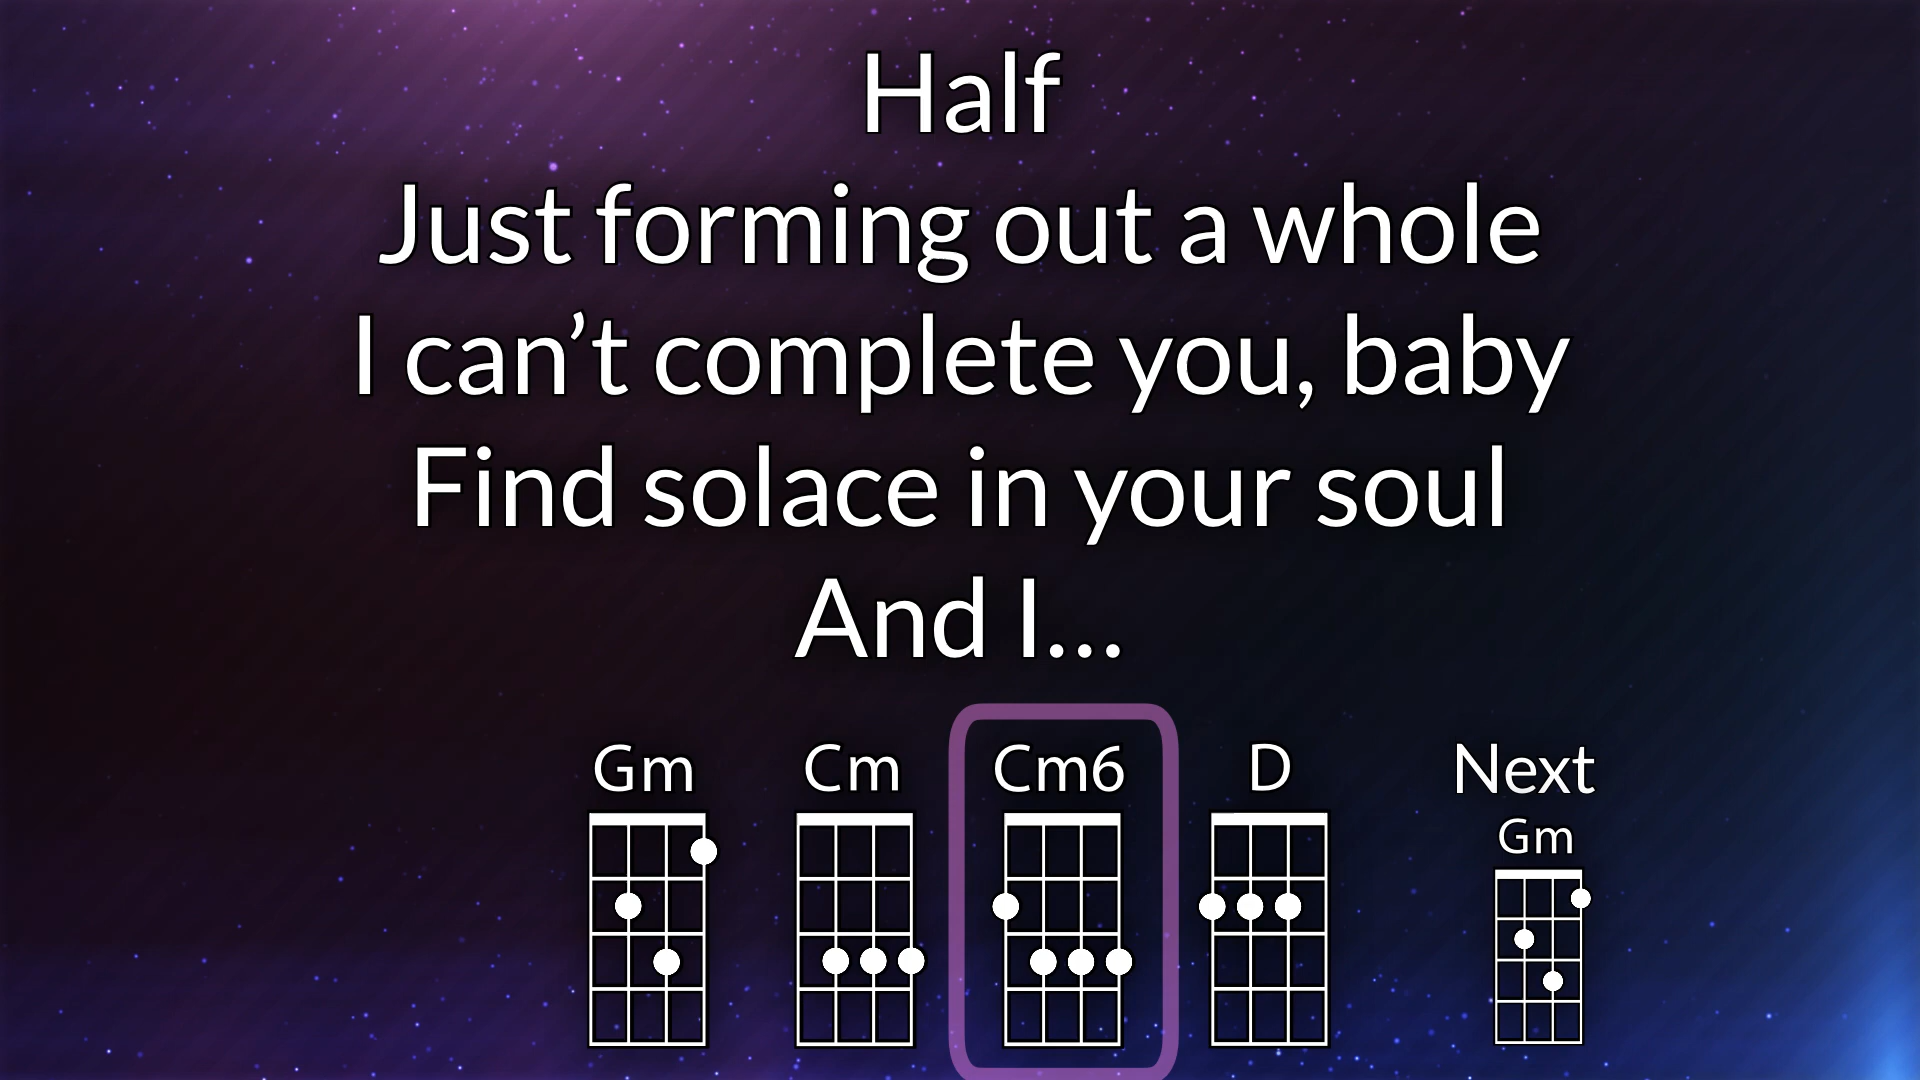 Half
Just forming out a whole
I can’t complete you, baby
Find solace in your soul
And I...
Gm Cm Cm6 D Next
Gm